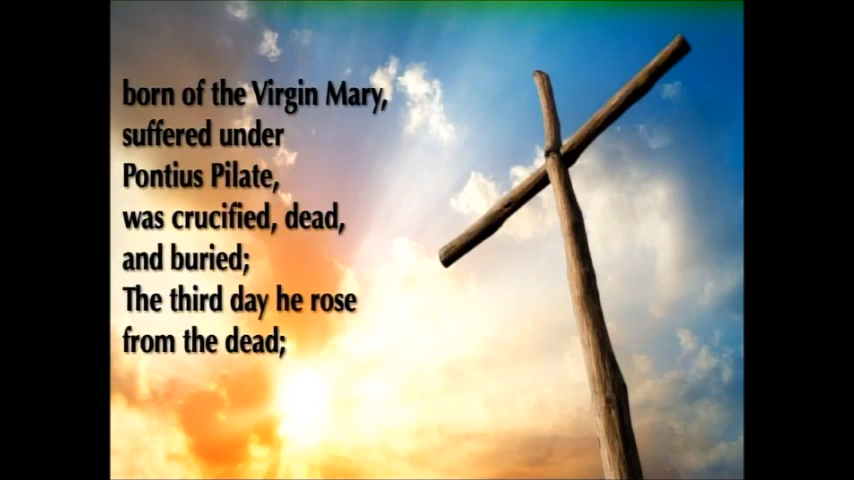 born of the Virgin Mary,
suffered under
Pontius Pilate,
was crucified, dead,
and buried;
The third day he rose
from the dead;